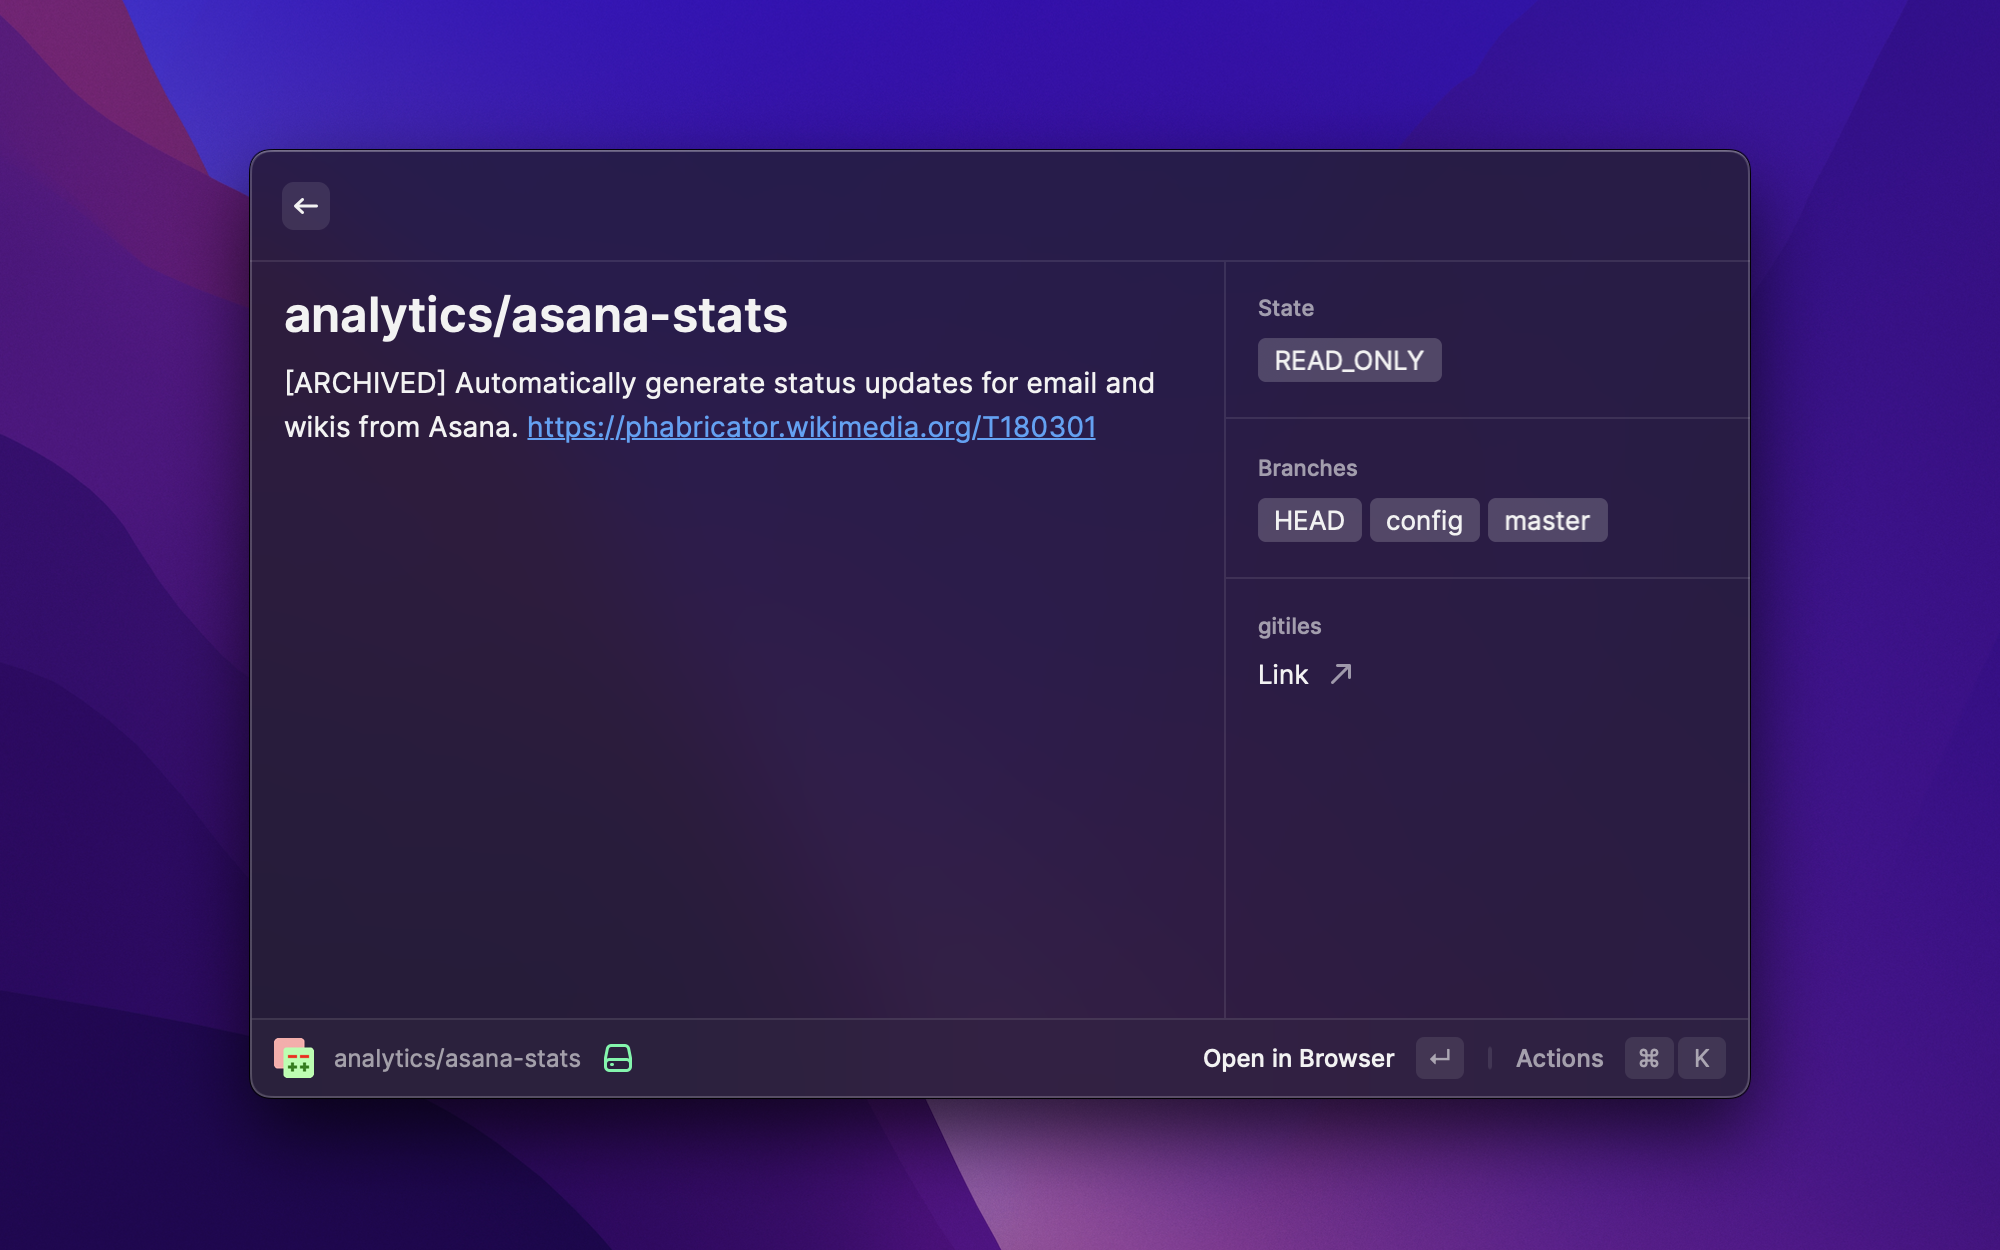 analytics/asana-stats
[ARCHIVED] Automatically generate status updates for email and
wikis from Asana. https://phabricator.wikimedia.org/T180301
State
READ_ONLY
Branches
HEAD config master
gitiles
Link
analytics/asana-stats
Open in Browser Actions ⌘ K